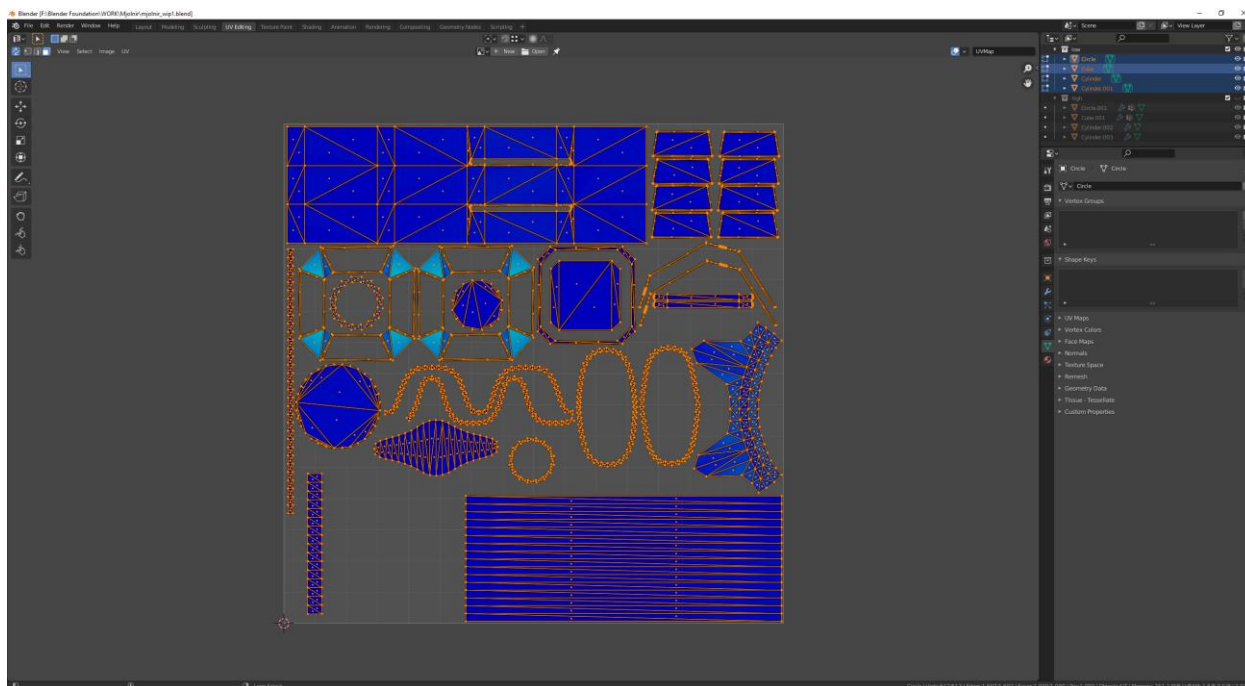 Blender [F:\Blender Foundation\WORK\Mjolnir\mjolnir_wip1.blend]
File Edit Render Window Help Layout Modeling Sculpting UV Editing Texture Paint Shading Animation Rendering Compositing Geometry Nodes Scripting + Scene View Layer
View Select Image UV New Open UVMap
low
Circle
Cube
Cylinder
Cylinder.001
high
Circle.001
Cube.001
Cylinder.002
Cylinder.003
Circle Circle
Circle
Vertex Groups
Shape Keys
UV Maps
Vertex Colors
Face Maps
Normals
Texture Space
Remesh
Geometry Data
Tissue - Tessellate
Custom Properties